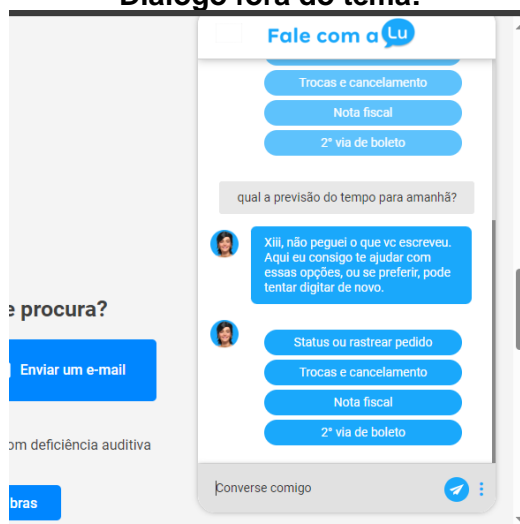 Diálogo fora do tema:
Fale com a Lu
Trocas e cancelamento
Nota fiscal
2° via de boleto
qual a previsão do tempo para amanhã?
Xiii, não peguei o que vc escreveu.
Aqui eu consigo te ajudar com
essas opções, ou se preferir, pode
tentar digitar de novo.
e procura?
Status ou rastrear pedido
Enviar um e-mail
Trocas e cancelamento
Nota fiscal
2° via de boleto
om deficiência auditiva
Converse comigo
bras